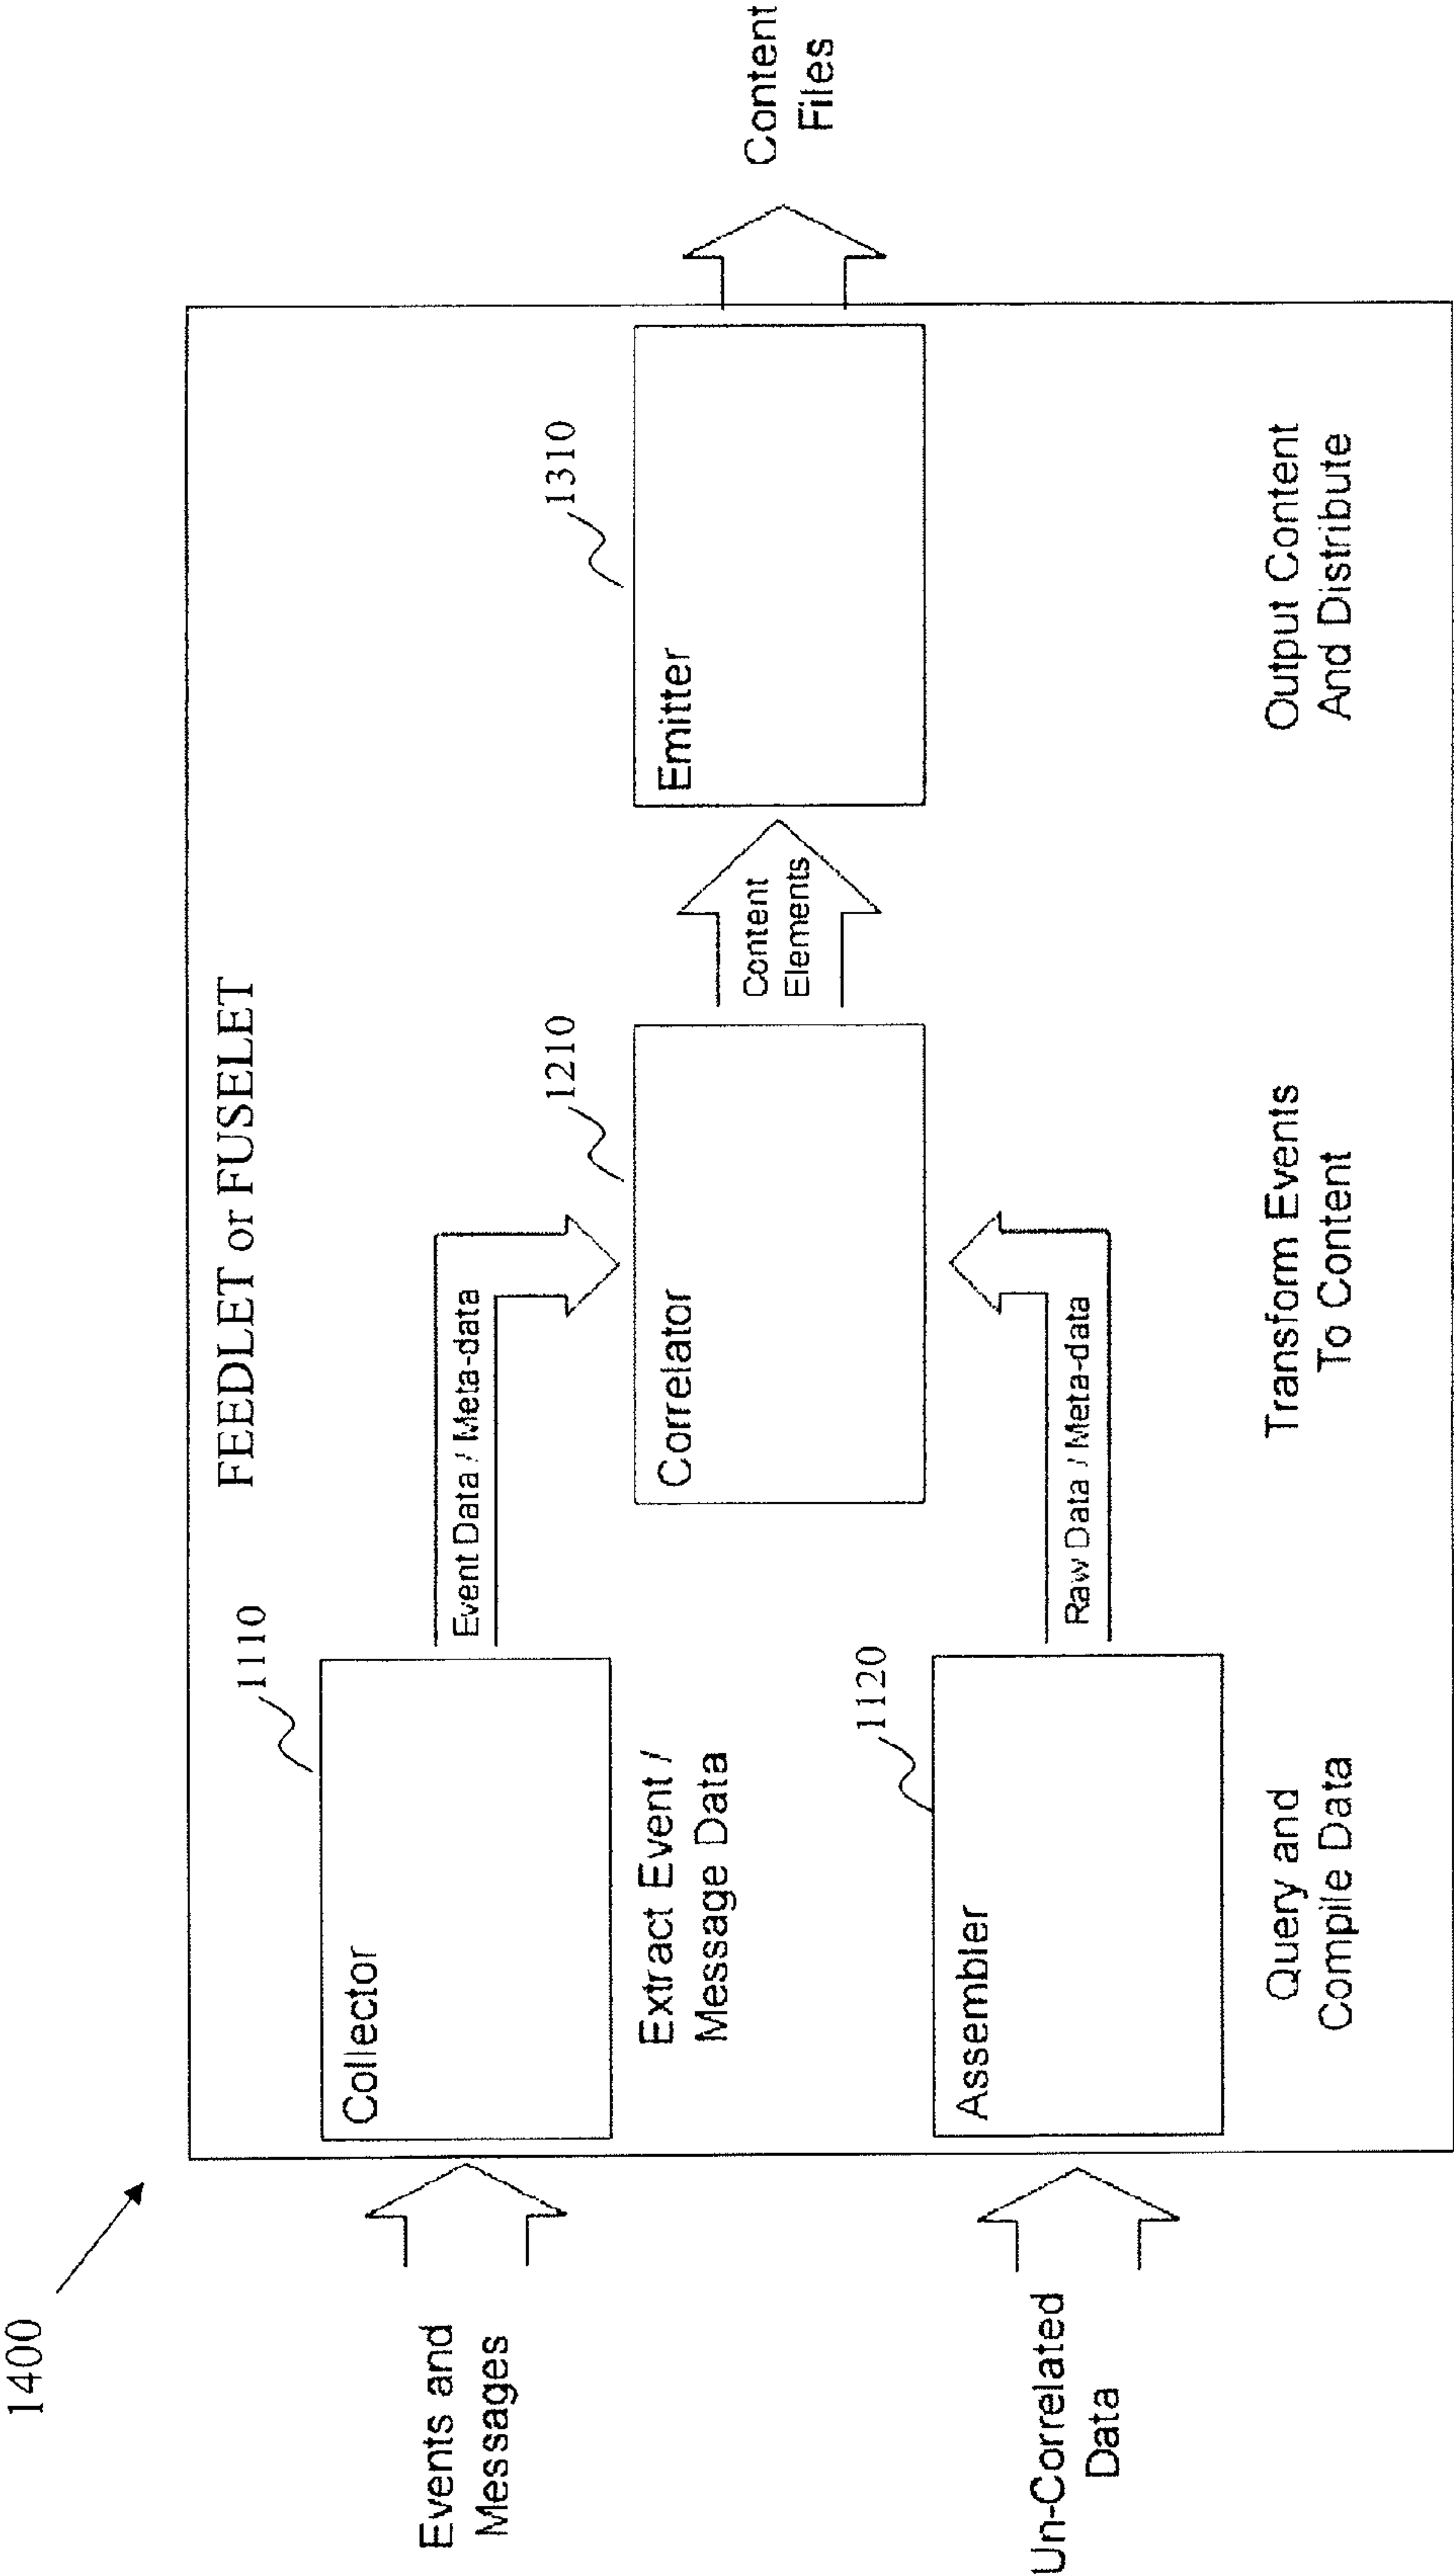 1400
FEEDLET or FUSELET
Events and
Messages
Collector
1110
Extract Event /
Message Data
Event Data / Meta-data
Un-Correlated
Data
Assembler
1120
Query and
Compile Data
Raw Data / Meta-data
Correlator
1210
Transform Events
To Content
Content
Elements
Emitter
1310
Output Content
And Distribute
Content
Files